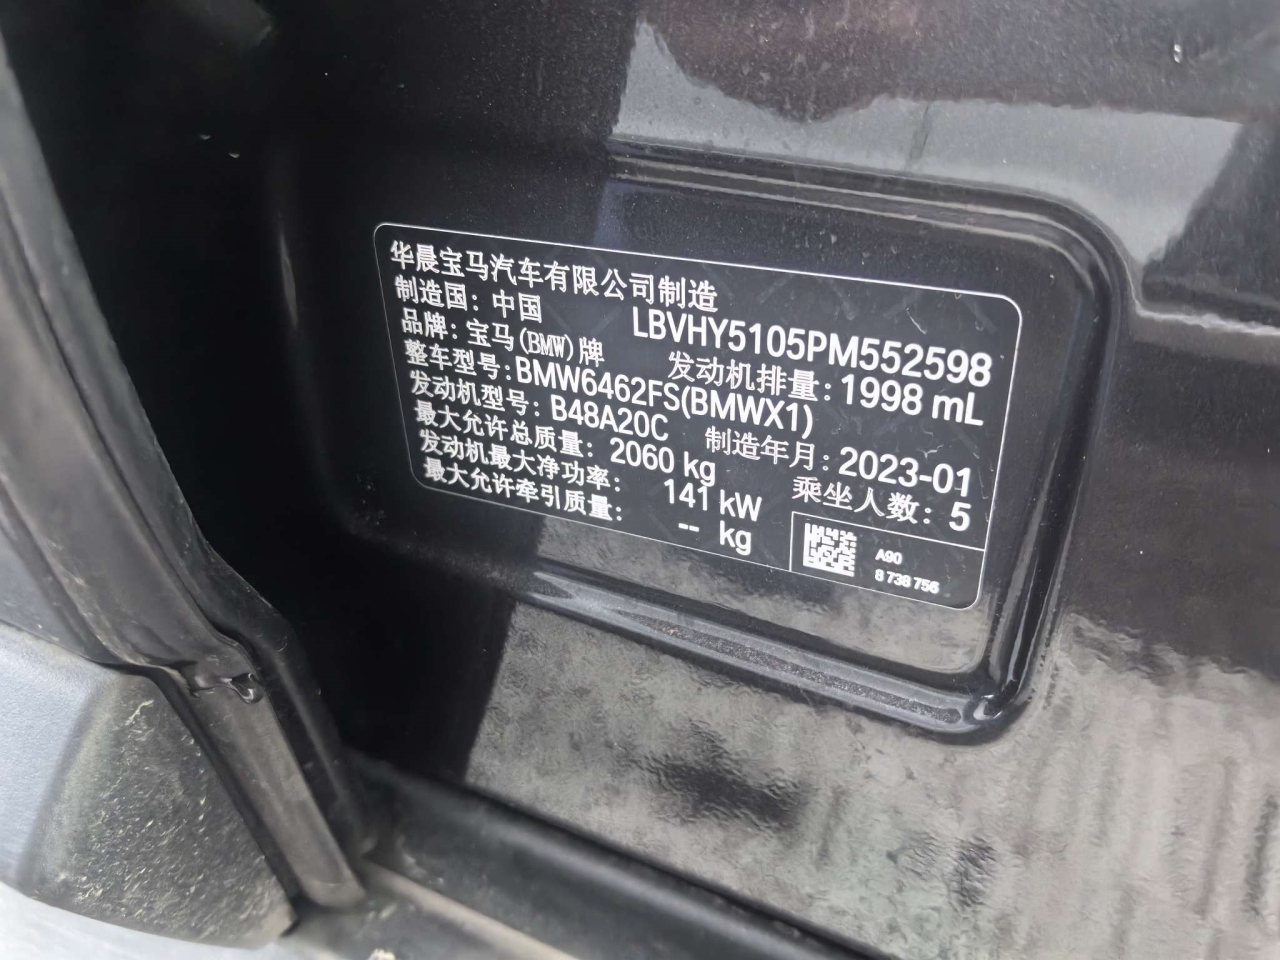 华晨宝马汽车有限公司制造
制造国: 中国
LBVHY5105PM552598
品牌: 宝马(BMW)牌
发动机排量: 1998 mL
整车型号: BMW6462FS(BMWX1)
发动机型号: B48A20C
制造年月: 2023-01
最大允许总质量: 2060 kg
乘坐人数: 5
发动机最大净功率: 141 kW
最大允许牵引质量: -- kg
A90
8 738 756